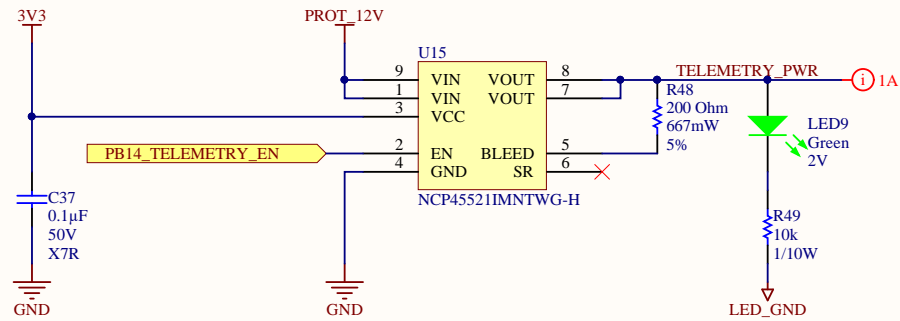 3V3
PROT_12V
U15
9 VIN
1 VIN
3 VCC
2 EN
4 GND
VOUT 8
VOUT 7
BLEED 5
SR 6
NCP45521IMNTWG-H
PB14_TELEMETRY_EN
TELEMETRY_PWR
i 1A
R48
200 Ohm
667mW
5%
LED9
Green
2V
C37
0.1µF
50V
X7R
R49
10k
1/10W
GND
GND
LED_GND